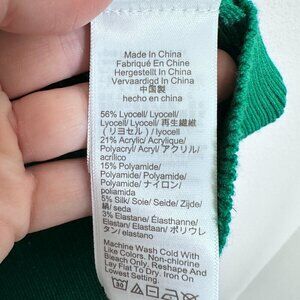 Made In China
Fabriqué En Chine
Hergestellt In China
Vervaardigd In China
中国製
hecho en china
56% Lyocell/ Lyocell/
Lyocell/ Lyocell/ 再生繊維
(リヨセル) /lyocell
21% Acrylic/ Acrylique/
Polyacryl/ Acryl/ アクリル/
acrílico
15% Polyamide/
Polyamide/ Polyamide/
Polyamide/ ナイロン/
poliamida
5% Silk/ Soie/ Seide/ Zijde/
絹/ seda
3% Elastane/ Élasthanne/
Elastan/ Elastaan/ ポリウレ
タン/ elastano
Machine Wash Cold With
Like Colors. Non-chlorine
Bleach Only. Reshape And
Lay Flat To Dry. Iron On
Lowest Setting.
30